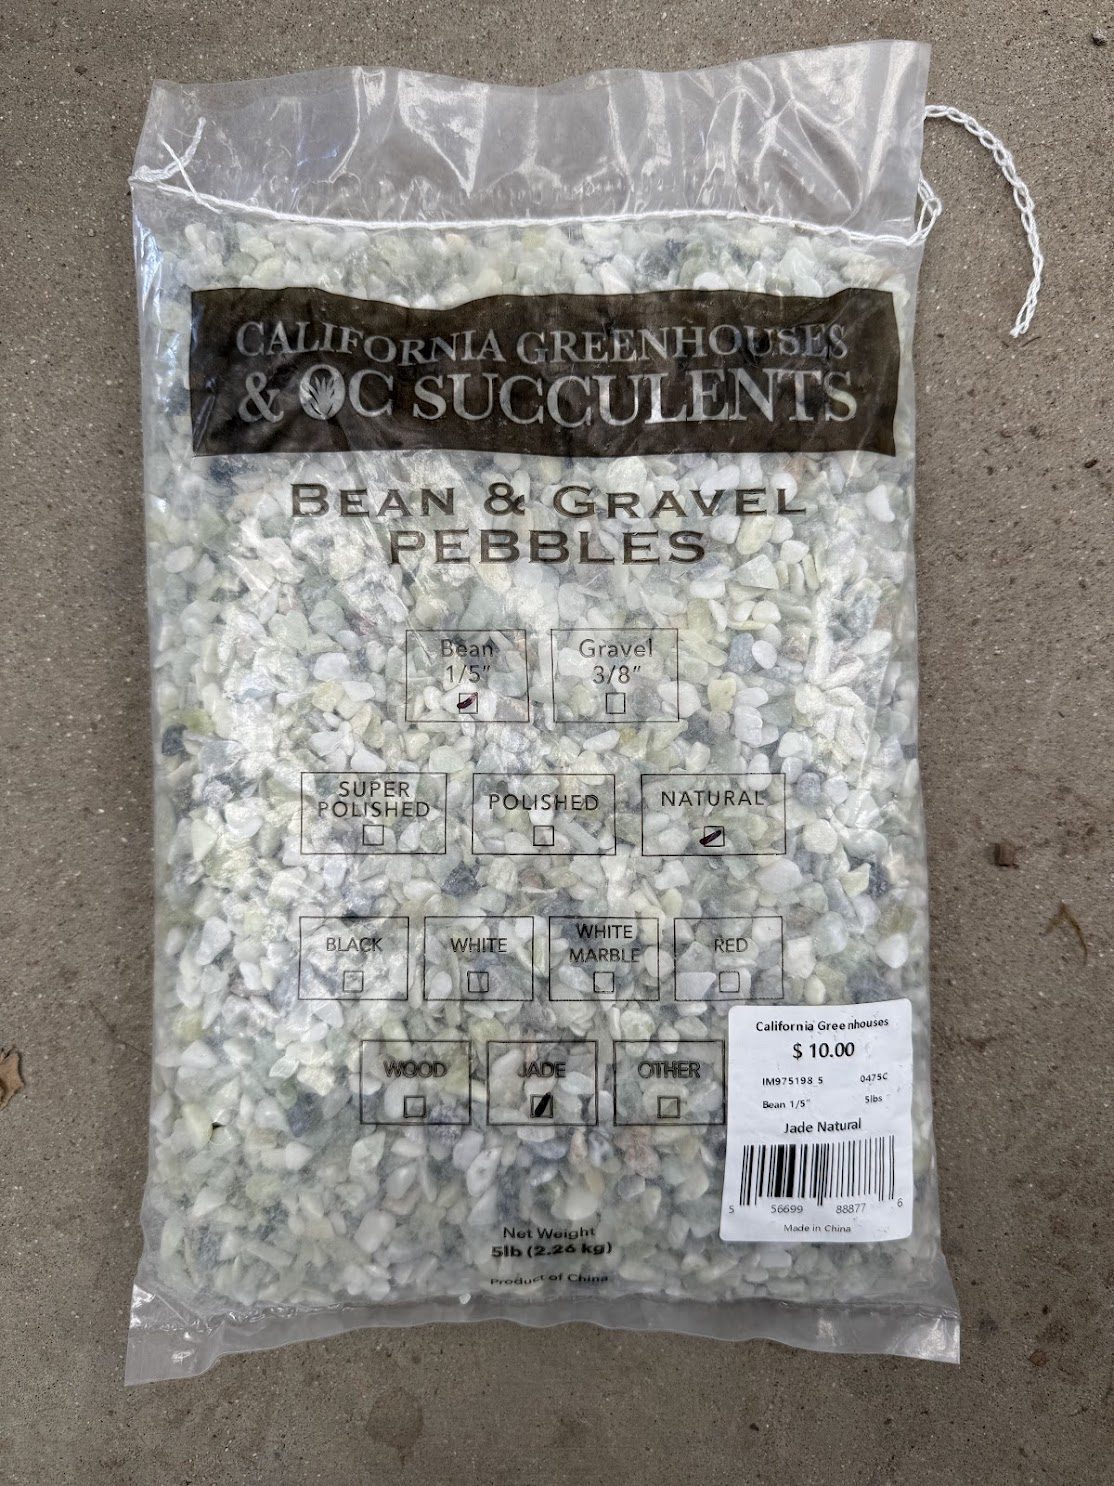 CALIFORNIA GREENHOUSES
& OC SUCCULENTS
BEAN & GRAVEL
PEBBLES
Bean
1/5"
Gravel
3/8"
SUPER
POLISHED
POLISHED
NATURAL
BLACK
WHITE
WHITE
MARBLE
RED
WOOD
JADE
OTHER
California Greenhouses
$ 10.00
IM975198_5 0475C
Bean 1/5" 5lbs
Jade Natural
5 56699 88877 6
Made in China
Net Weight
5lb (2.26 kg)
Product of China